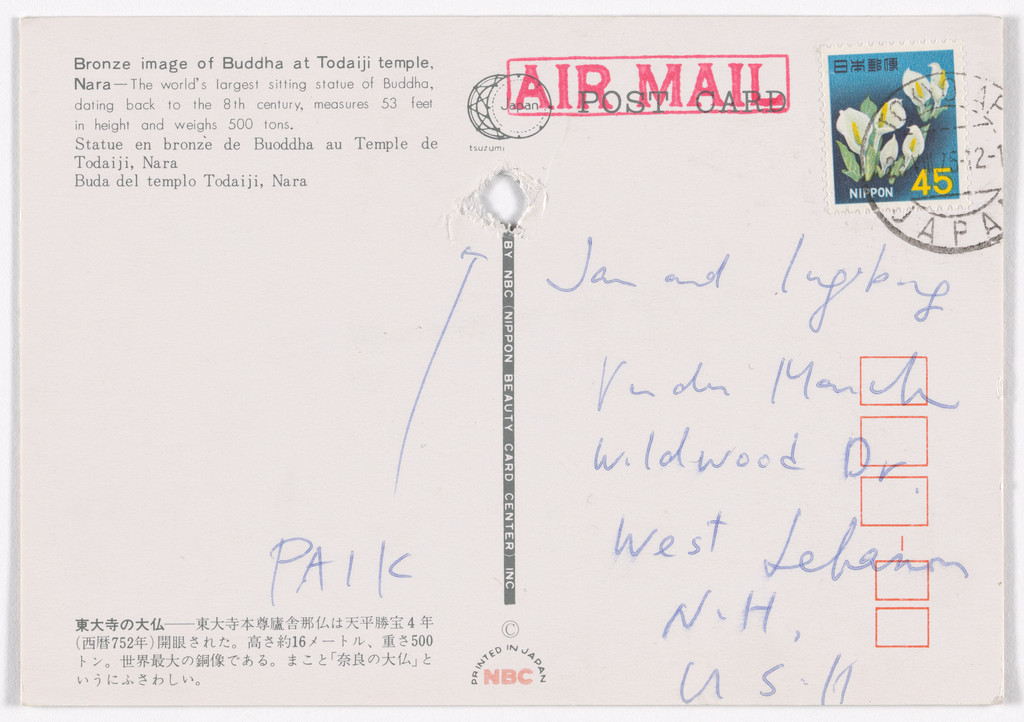 Bronze image of Buddha at Todaiji temple,
Nara—The world's largest sitting statue of Buddha,
dating back to the 8th century, measures 53 feet
in height and weighs 500 tons.
Statue en bronze de Buoddha au Temple de
Todaiji, Nara
Buda del templo Todaiji, Nara
Japan
tsuzumi
AIR MAIL
POST CARD
日本郵便
NIPPON 45
JAPAN
BY NBC (NIPPON BEAUTY CARD CENTER) INC
Jan and
Wildwood Dr.
West Lebanon
N.H.
U S.A
PAIK
東大寺の大仏——東大寺本尊廬舎那仏は天平勝宝4年
(西暦752年)開眼された。高さ約16メートル、重さ500
トン。世界最大の銅像である。まこと「奈良の大仏」と
いうにふさわしい。
©
PRINTED IN JAPAN
NBC